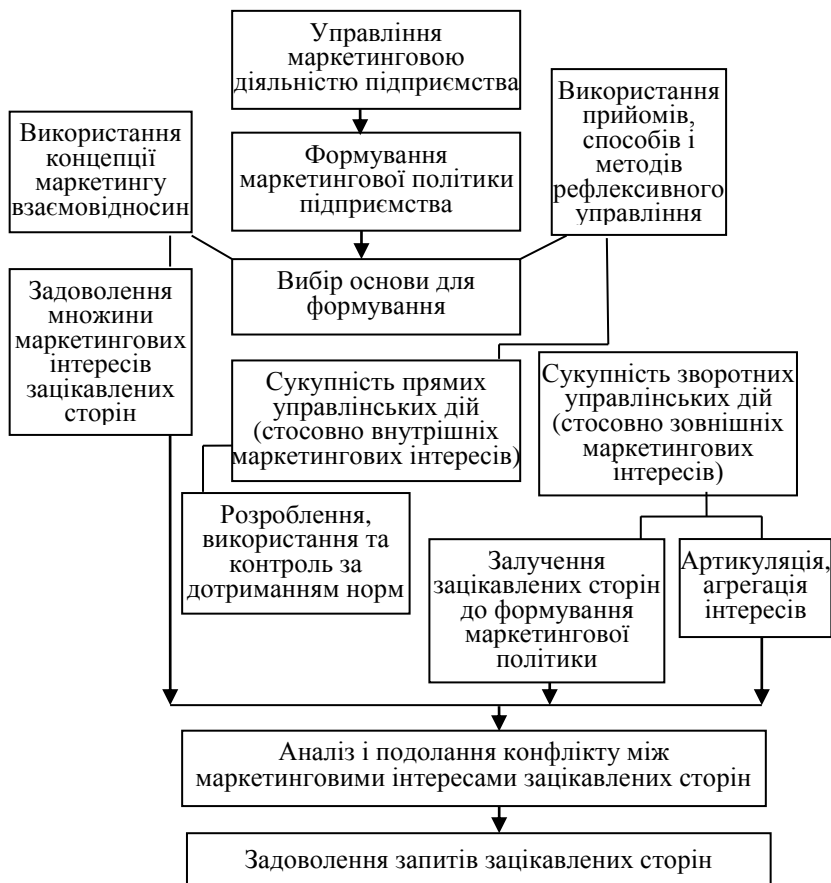 Управління
маркетинговою
діяльністю підприємства
Використання
концепції
маркетингу
взаємовідносин
Формування
маркетингової політики
підприємства
Використання
прийомів,
способів і
методів
рефлексивного
управління
Вибір основи для
формування
Задоволення
множини
маркетингових
інтересів
зацікавлених
сторін
Сукупність прямих
управлінських дій
(стосовно внутрішніх
маркетингових інтересів)
Сукупність зворотних
управлінських дій
(стосовно зовнішніх
маркетингових
інтересів)
Розроблення,
використання та
контроль за
дотриманням норм
Залучення
зацікавлених сторін
до формування
маркетингової
політики
Артикуляція,
агрегація
інтересів
Аналіз і подолання конфлікту між
маркетинговими інтересами зацікавлених сторін
Задоволення запитів зацікавлених сторін